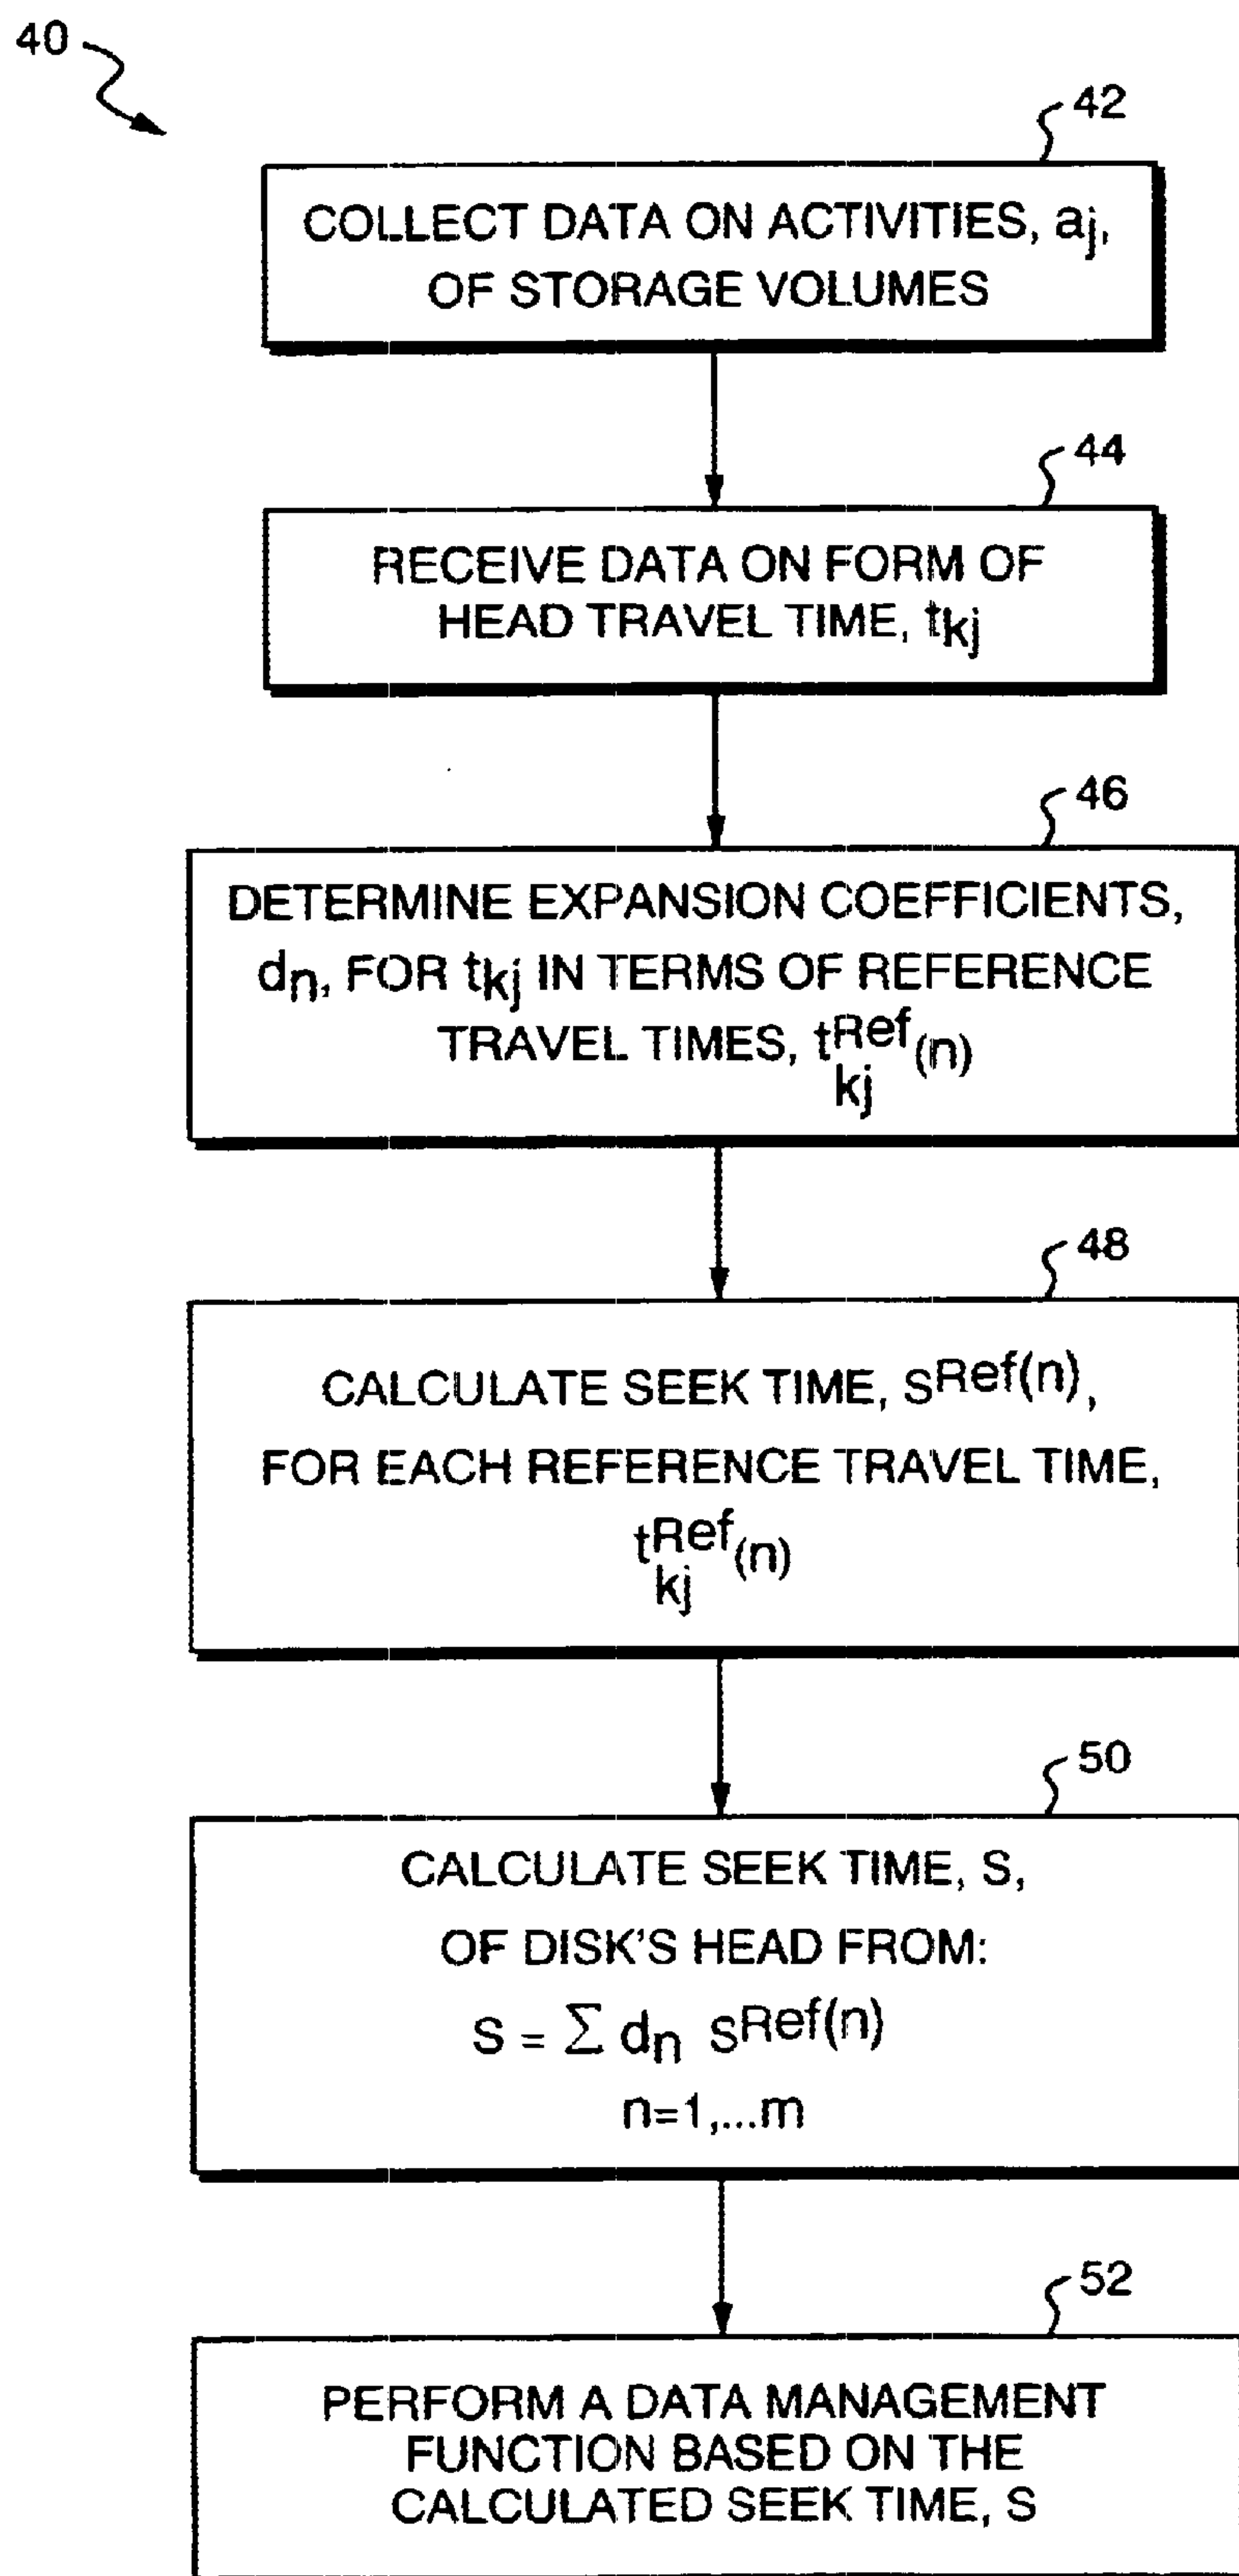 40
42
COLLECT DATA ON ACTIVITIES, aj,
OF STORAGE VOLUMES
44
RECEIVE DATA ON FORM OF
HEAD TRAVEL TIME, tkj
46
DETERMINE EXPANSION COEFFICIENTS,
dn, FOR tkj IN TERMS OF REFERENCE
TRAVEL TIMES, tRef(n)
kj
48
CALCULATE SEEK TIME, SRef(n),
FOR EACH REFERENCE TRAVEL TIME,
tRef(n)
kj
50
CALCULATE SEEK TIME, S,
OF DISK'S HEAD FROM:
S = Σ dn SRef(n)
n=1,...m
52
PERFORM A DATA MANAGEMENT
FUNCTION BASED ON THE
CALCULATED SEEK TIME, S